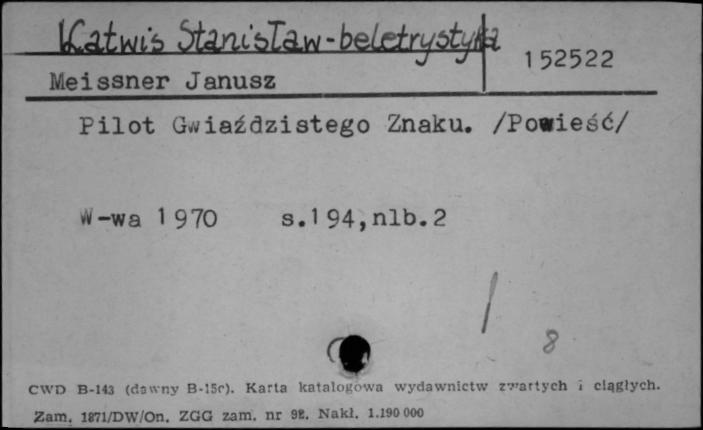 Katwis Stanisław-beletrystyka
152522
Meissner Janusz
Pilot Gwiaździstego Znaku. /Powieść/
W-wa 1970 s.194,nlb.2
/ 8
CWD B-143 (dawny B-15c). Karta katalogowa wydawnictw zwartych i ciągłych.
Zam. 1871/DW/On. ZGG zam. nr 98. Nakł. 1.190 000